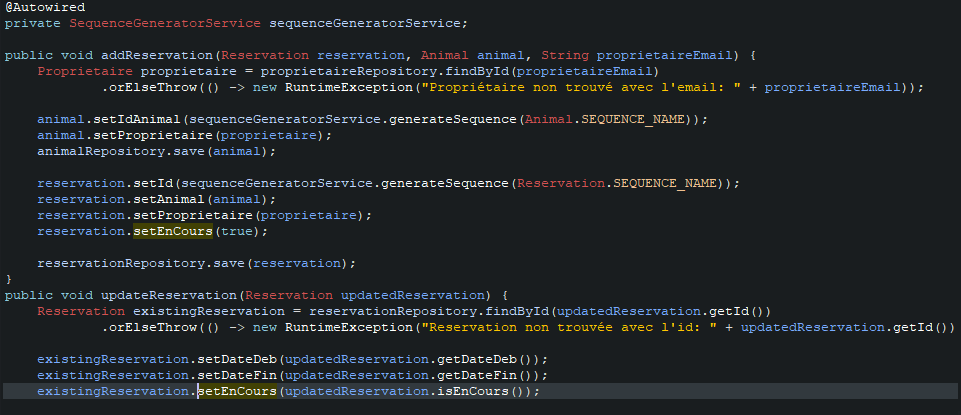 @Autowired
private SequenceGeneratorService sequenceGeneratorService;
public void addReservation(Reservation reservation, Animal animal, String proprietaireEmail) {
Proprietaire proprietaire = proprietaireRepository.findById(proprietaireEmail)
.orElseThrow(() -> new RuntimeException("Propriétaire non trouvé avec l'email: " + proprietaireEmail));
animal.setIdAnimal(sequenceGeneratorService.generateSequence(Animal.SEQUENCE_NAME));
animal.setProprietaire(proprietaire);
animalRepository.save(animal);
reservation.setId(sequenceGeneratorService.generateSequence(Reservation.SEQUENCE_NAME));
reservation.setAnimal(animal);
reservation.setProprietaire(proprietaire);
reservation.setEnCours(true);
reservationRepository.save(reservation);
}
public void updateReservation(Reservation updatedReservation) {
Reservation existingReservation = reservationRepository.findById(updatedReservation.getId())
.orElseThrow(() -> new RuntimeException("Reservation non trouvée avec l'id: " + updatedReservation.getId())
existingReservation.setDateDeb(updatedReservation.getDateDeb());
existingReservation.setDateFin(updatedReservation.getDateFin());
existingReservation.setEnCours(updatedReservation.isEnCours());